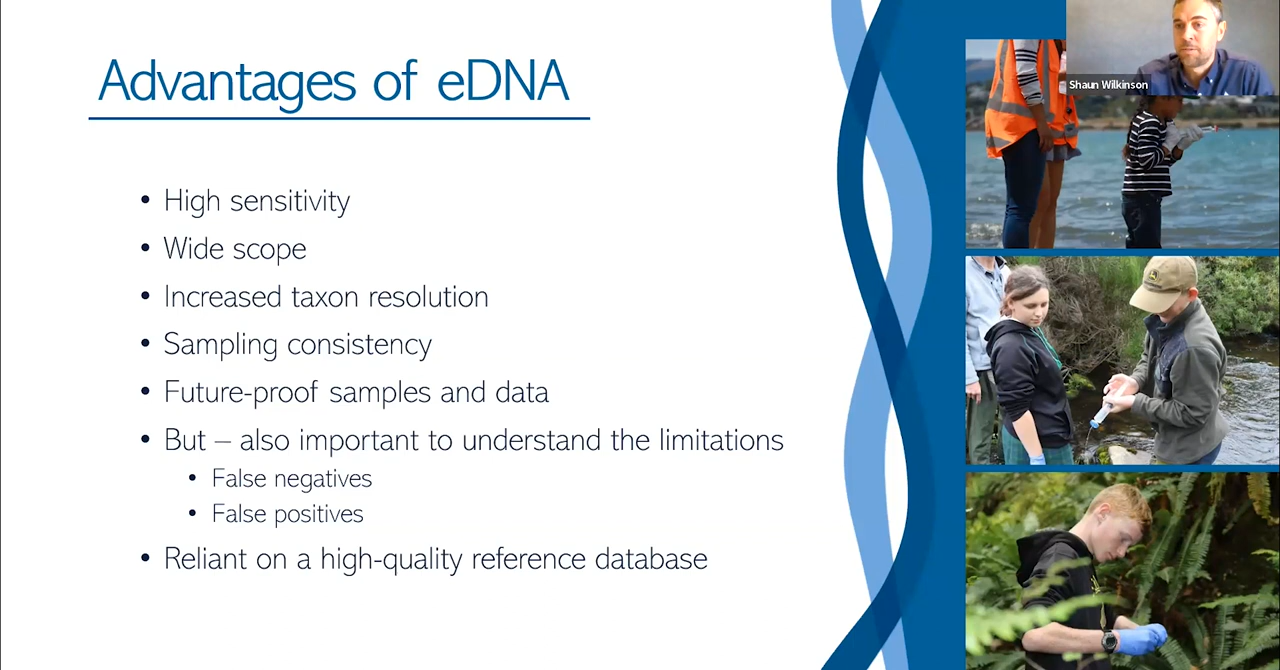 Advantages of eDNA
Shaun Wilkinson
• High sensitivity
• Wide scope
• Increased taxon resolution
• Sampling consistency
• Future-proof samples and data
• But – also important to understand the limitations
• False negatives
• False positives
• Reliant on a high-quality reference database